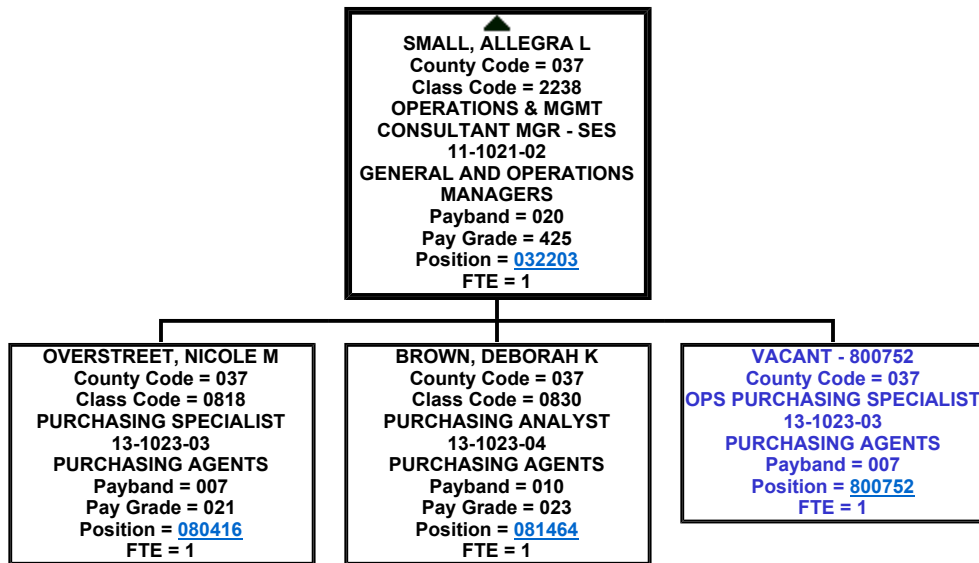 SMALL, ALLEGRA L
County Code = 037
Class Code = 2238
OPERATIONS & MGMT
CONSULTANT MGR - SES
11-1021-02
GENERAL AND OPERATIONS
MANAGERS
Payband = 020
Pay Grade = 425
Position = 032203
FTE = 1
OVERSTREET, NICOLE M
County Code = 037
Class Code = 0818
PURCHASING SPECIALIST
13-1023-03
PURCHASING AGENTS
Payband = 007
Pay Grade = 021
Position = 080416
FTE = 1
BROWN, DEBORAH K
County Code = 037
Class Code = 0830
PURCHASING ANALYST
13-1023-04
PURCHASING AGENTS
Payband = 010
Pay Grade = 023
Position = 081464
FTE = 1
VACANT - 800752
County Code = 037
OPS PURCHASING SPECIALIST
13-1023-03
PURCHASING AGENTS
Payband = 007
Position = 800752
FTE = 1